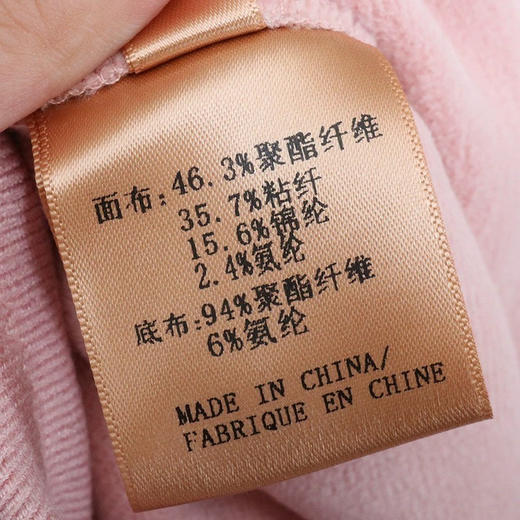 面布:46.3%聚酯纤维
35.7%粘纤
15.6%锦纶
2.4%氨纶
底布:94%聚酯纤维
6%氨纶
MADE IN CHINA/
FABRIQUE EN CHINE